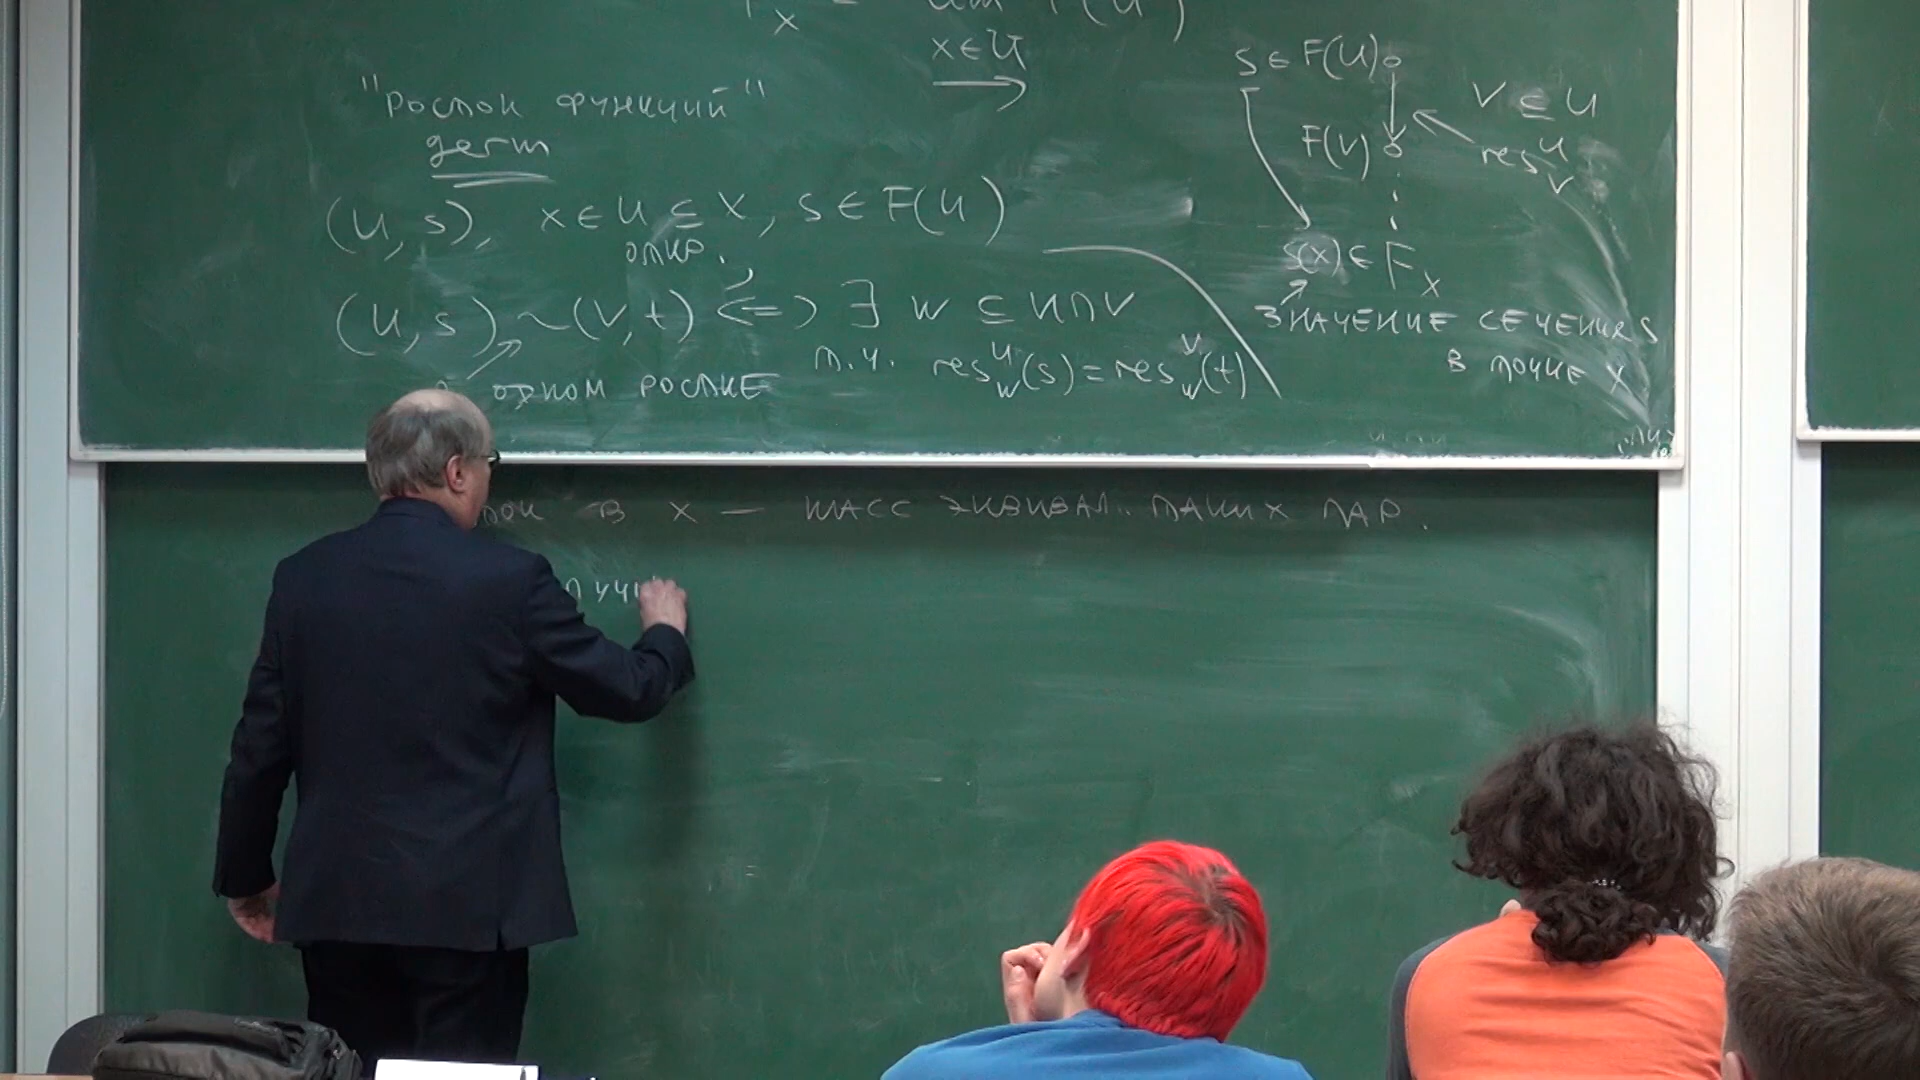 x∈U
"росток функций"
germ
(U, s), x ∈ U ⊆ X, s ∈ F(U)
откр.
(U, s) ~ (V, t) <=> ∃ W ⊆ U∩V
т.ч. res^U_W(s) = res^V_W(t)
одном ростке
s ∈ F(U)
V ⊆ U
F(V)
res^U_V
s(x) ∈ F_x
значение сечения s
в точке x
ток в x — класс эквивал. таких пар.